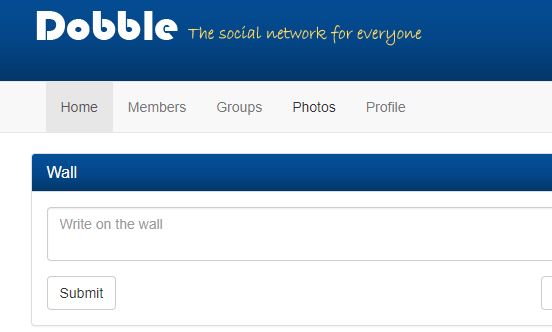 Dobble The social network for everyone
Home Members Groups Photos Profile
Wall
Write on the wall
Submit